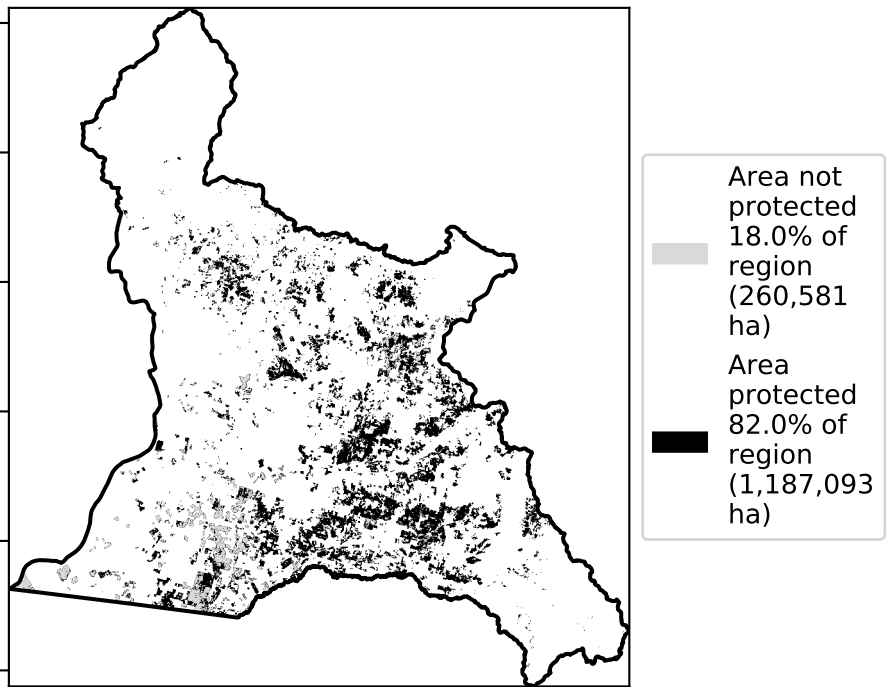 Area not
protected
18.0% of
region
(260,581
ha)
Area
protected
82.0% of
region
(1,187,093
ha)